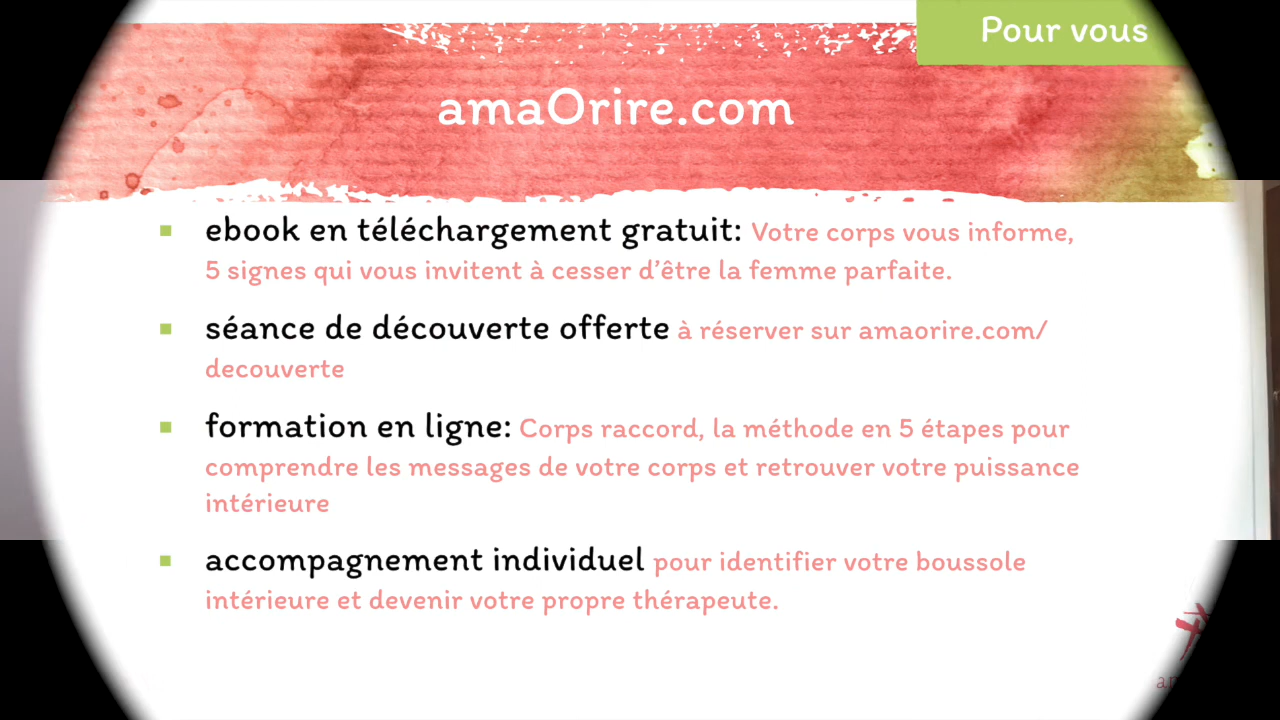 Pour vous
amaOrire.com
ebook en téléchargement gratuit: Votre corps vous informe,
5 signes qui vous invitent à cesser d'être la femme parfaite.
séance de découverte offerte à réserver sur amaorire.com/
decouverte
formation en ligne: Corps raccord, la méthode en 5 étapes pour
comprendre les messages de votre corps et retrouver votre puissance
intérieure
accompagnement individuel pour identifier votre boussole
intérieure et devenir votre propre thérapeute.